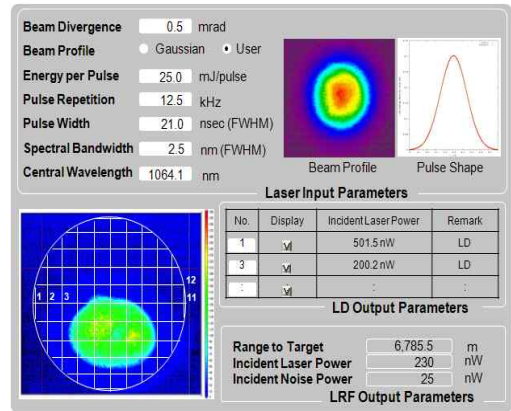 Beam Divergence 0.5 mrad
Beam Profile Gaussian User
Energy per Pulse 25.0 mJ/pulse
Pulse Repetition 12.5 kHz
Pulse Width 21.0 nsec (FWHM)
Spectral Bandwidth 2.5 nm (FWHM)
Central Wavelength 1064.1 nm
Beam Profile Pulse Shape
Laser Input Parameters
No. Display Incident Laser Power Remark
1 501.5 nW LD
3 200.2 nW LD
: : :
LD Output Parameters
1 2 3
12
11
Range to Target 6,785.5 m
Incident Laser Power 230 nW
Incident Noise Power 25 nW
LRF Output Parameters